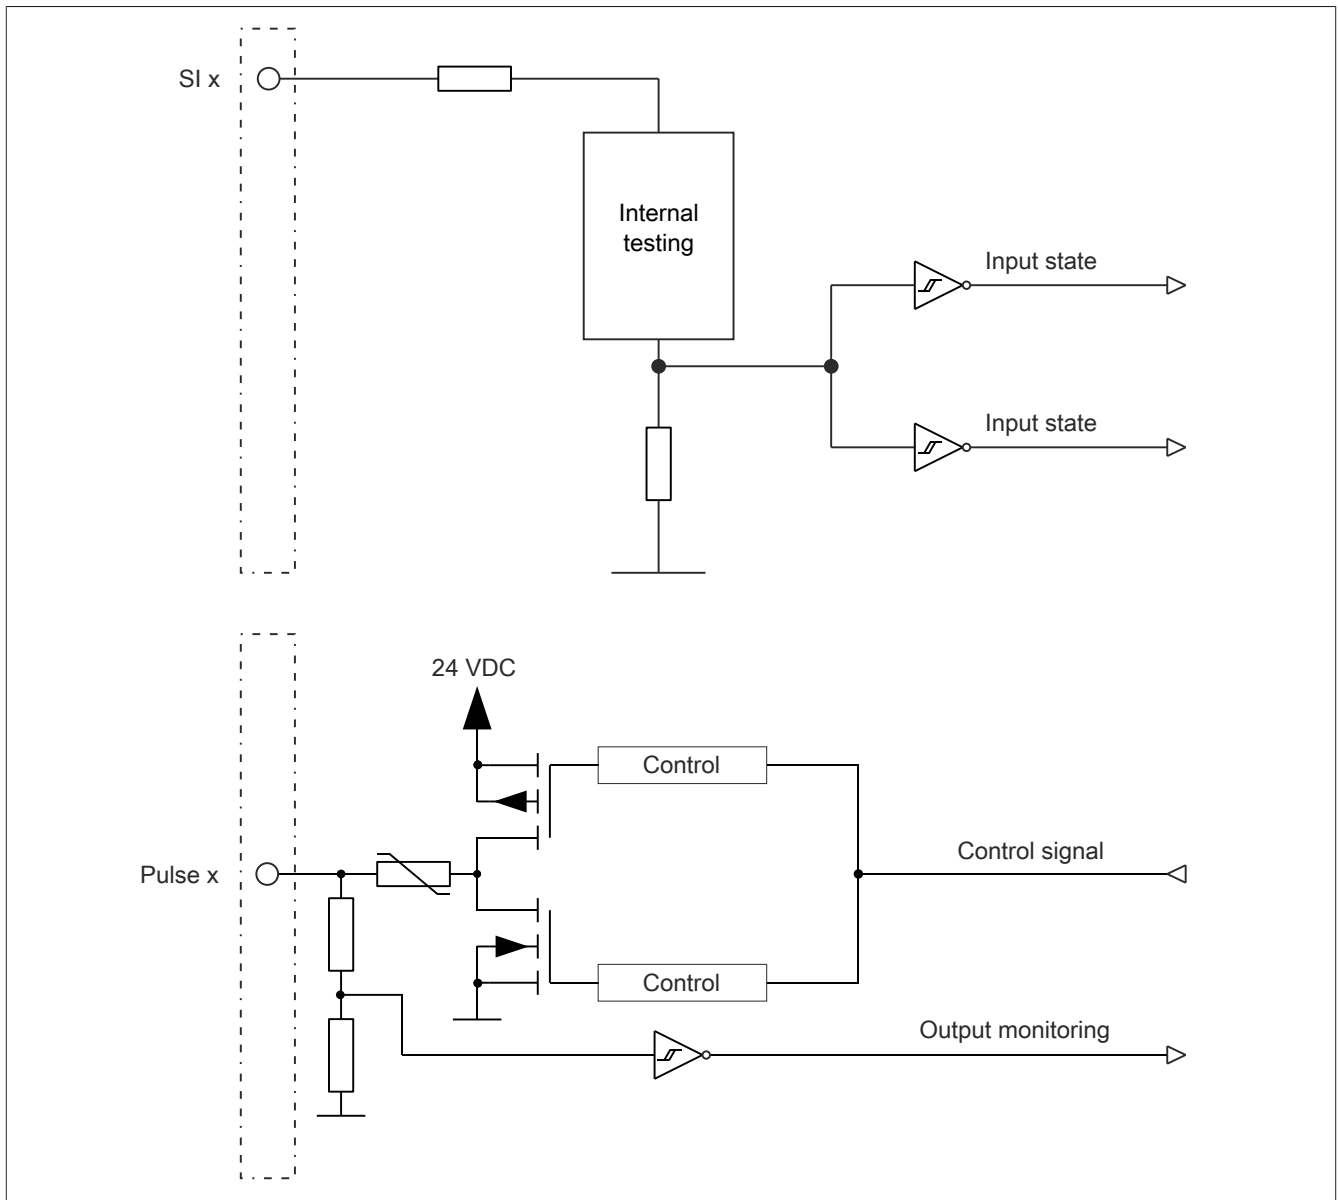 SI x
Internal
testing
Input state
Input state
24 VDC
Control
Control signal
Pulse x
Control
Output monitoring